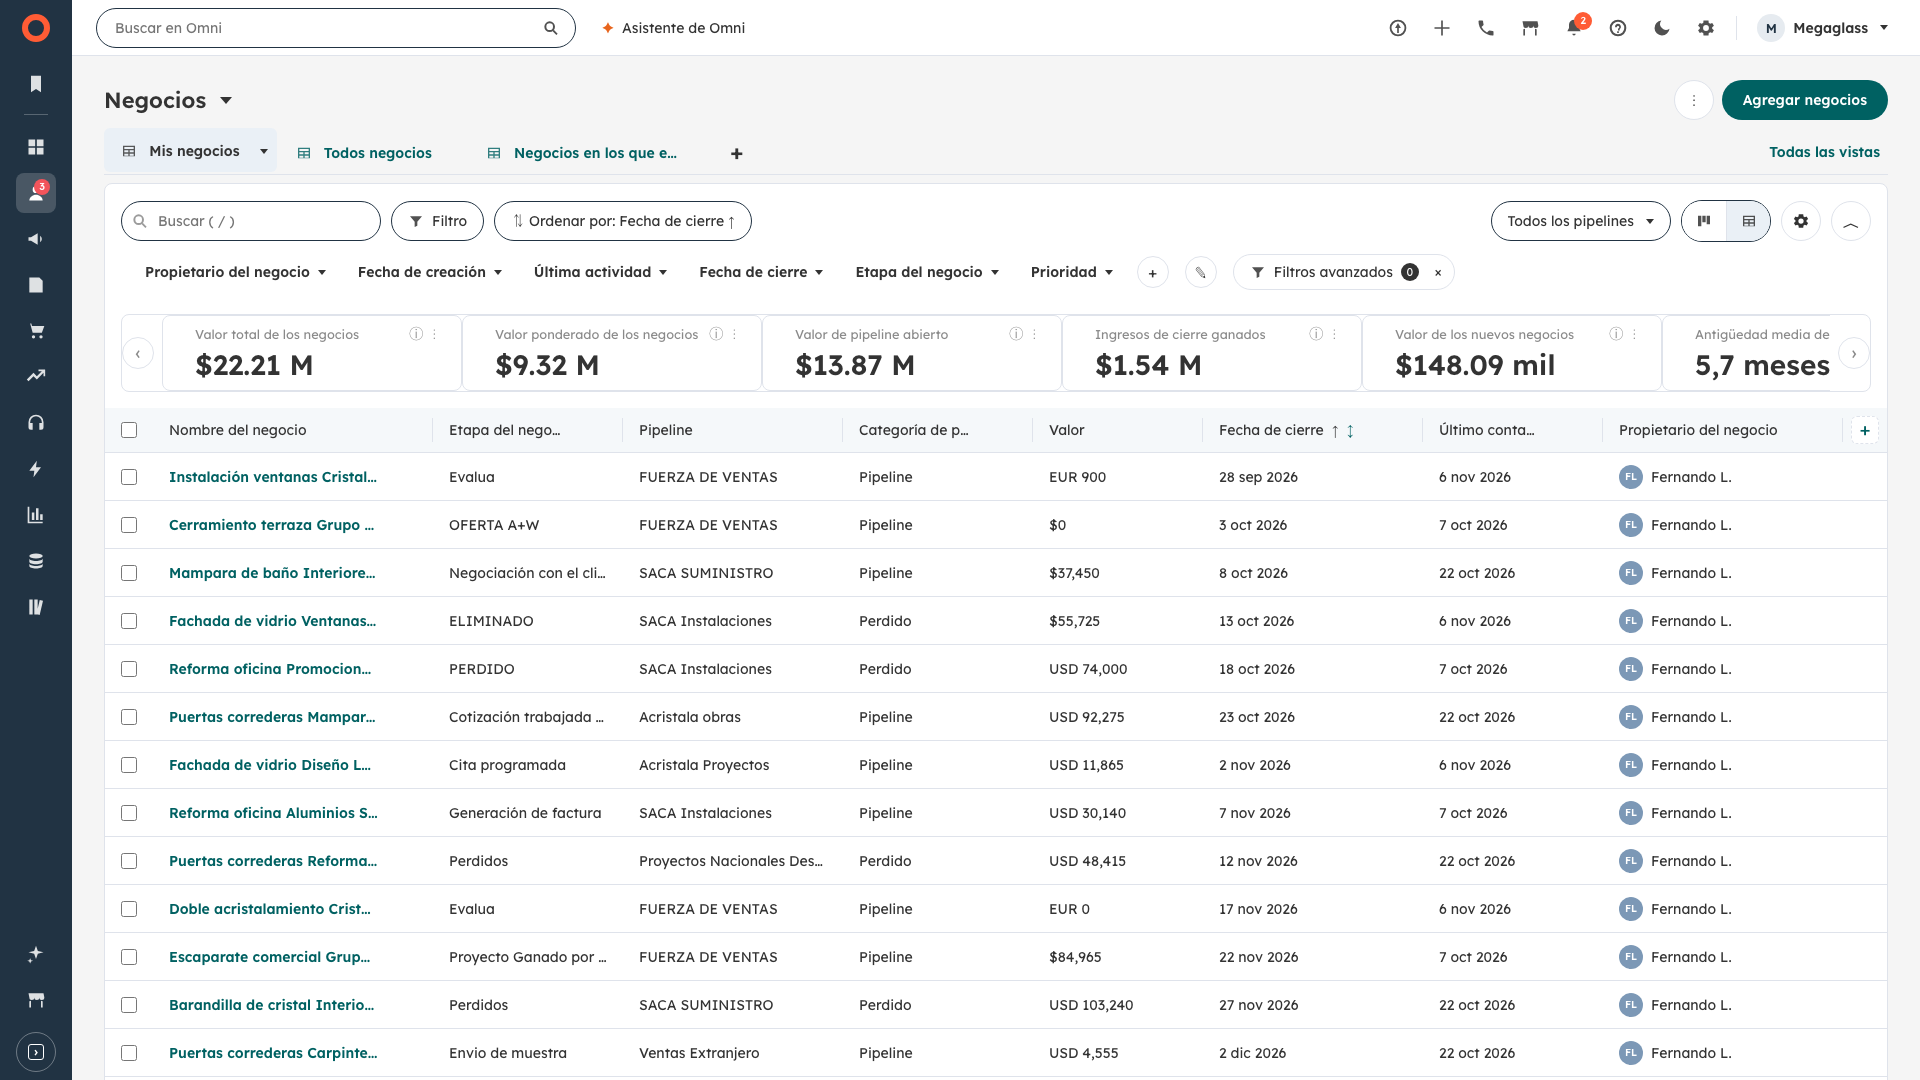 Buscar en Omni
Asistente de Omni
2
M
Megaglass
3
Negocios
Agregar negocios
Mis negocios
Todos negocios
Negocios en los que e...
+
Todas las vistas
Buscar ( / )
Filtro
Ordenar por: Fecha de cierre ↑
Todos los pipelines
Propietario del negocio
Fecha de creación
Última actividad
Fecha de cierre
Etapa del negocio
Prioridad
+
Filtros avanzados 0 ×
Valor total de los negocios
$22.21 M
Valor ponderado de los negocios
$9.32 M
Valor de pipeline abierto
$13.87 M
Ingresos de cierre ganados
$1.54 M
Valor de los nuevos negocios
$148.09 mil
Antigüedad media de
5,7 meses
Nombre del negocio Etapa del nego... Pipeline Categoría de p... Valor Fecha de cierre ↑ Último conta... Propietario del negocio +
Instalación ventanas Cristal... Evalua FUERZA DE VENTAS Pipeline EUR 900 28 sep 2026 6 nov 2026 FL Fernando L.
Cerramiento terraza Grupo ... OFERTA A+W FUERZA DE VENTAS Pipeline $0 3 oct 2026 7 oct 2026 FL Fernando L.
Mampara de baño Interiore... Negociación con el cli... SACA SUMINISTRO Pipeline $37,450 8 oct 2026 22 oct 2026 FL Fernando L.
Fachada de vidrio Ventanas... ELIMINADO SACA Instalaciones Perdido $55,725 13 oct 2026 6 nov 2026 FL Fernando L.
Reforma oficina Promocion... PERDIDO SACA Instalaciones Perdido USD 74,000 18 oct 2026 7 oct 2026 FL Fernando L.
Puertas correderas Mampar... Cotización trabajada ... Acristala obras Pipeline USD 92,275 23 oct 2026 22 oct 2026 FL Fernando L.
Fachada de vidrio Diseño L... Cita programada Acristala Proyectos Pipeline USD 11,865 2 nov 2026 6 nov 2026 FL Fernando L.
Reforma oficina Aluminios S... Generación de factura SACA Instalaciones Pipeline USD 30,140 7 nov 2026 7 oct 2026 FL Fernando L.
Puertas correderas Reforma... Perdidos Proyectos Nacionales Des... Perdido USD 48,415 12 nov 2026 22 oct 2026 FL Fernando L.
Doble acristalamiento Crist... Evalua FUERZA DE VENTAS Pipeline EUR 0 17 nov 2026 6 nov 2026 FL Fernando L.
Escaparate comercial Grup... Proyecto Ganado por ... FUERZA DE VENTAS Pipeline $84,965 22 nov 2026 7 oct 2026 FL Fernando L.
Barandilla de cristal Interio... Perdidos SACA SUMINISTRO Perdido USD 103,240 27 nov 2026 22 oct 2026 FL Fernando L.
Puertas correderas Carpinte... Envio de muestra Ventas Extranjero Pipeline USD 4,555 2 dic 2026 22 oct 2026 FL Fernando L.